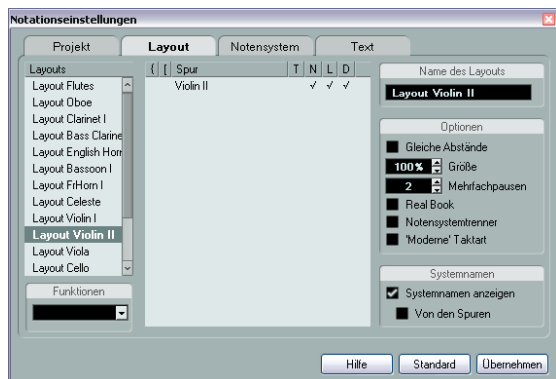 Notationseinstellungen
Projekt
Layout
Notensystem
Text
Layouts
Layout Flutes
Layout Oboe
Layout Clarinet I
Layout Bass Clarine
Layout English Horn
Layout Bassoon I
Layout FrHorn I
Layout Celeste
Layout Violin I
Layout Violin II
Layout Viola
Layout Cello
Funktionen
{ [ Spur T N L D
Violin II √ √ √
Name des Layouts
Layout Violin II
Optionen
Gleiche Abstände
100% Größe
2 Mehrfachpausen
Real Book
Notensystemtrenner
'Moderne' Taktart
Systemnamen
Systemnamen anzeigen
Von den Spuren
Hilfe
Standard
Übernehmen